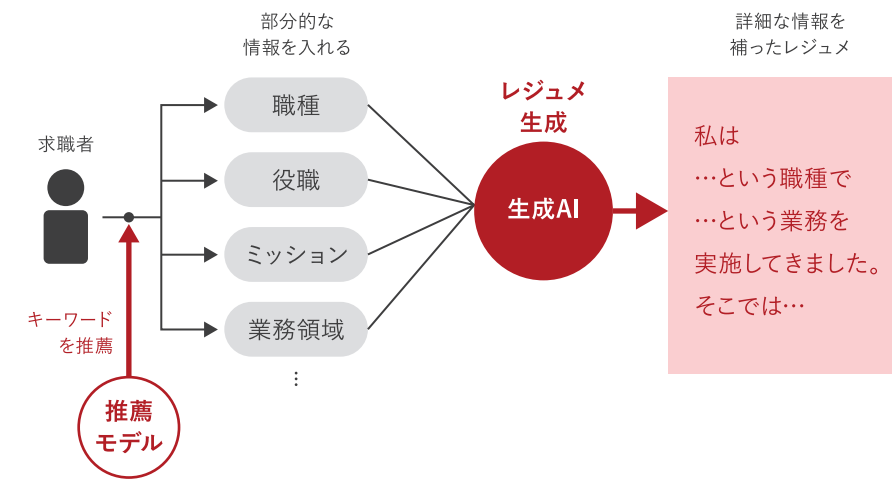 部分的な
情報を入れる
詳細な情報を
補ったレジュメ
求職者
職種
役職
ミッション
業務領域
…
レジュメ
生成
生成AI
私は
…という職種で
…という業務を
実施してきました。
そこでは…
キーワード
を推薦
推薦
モデル